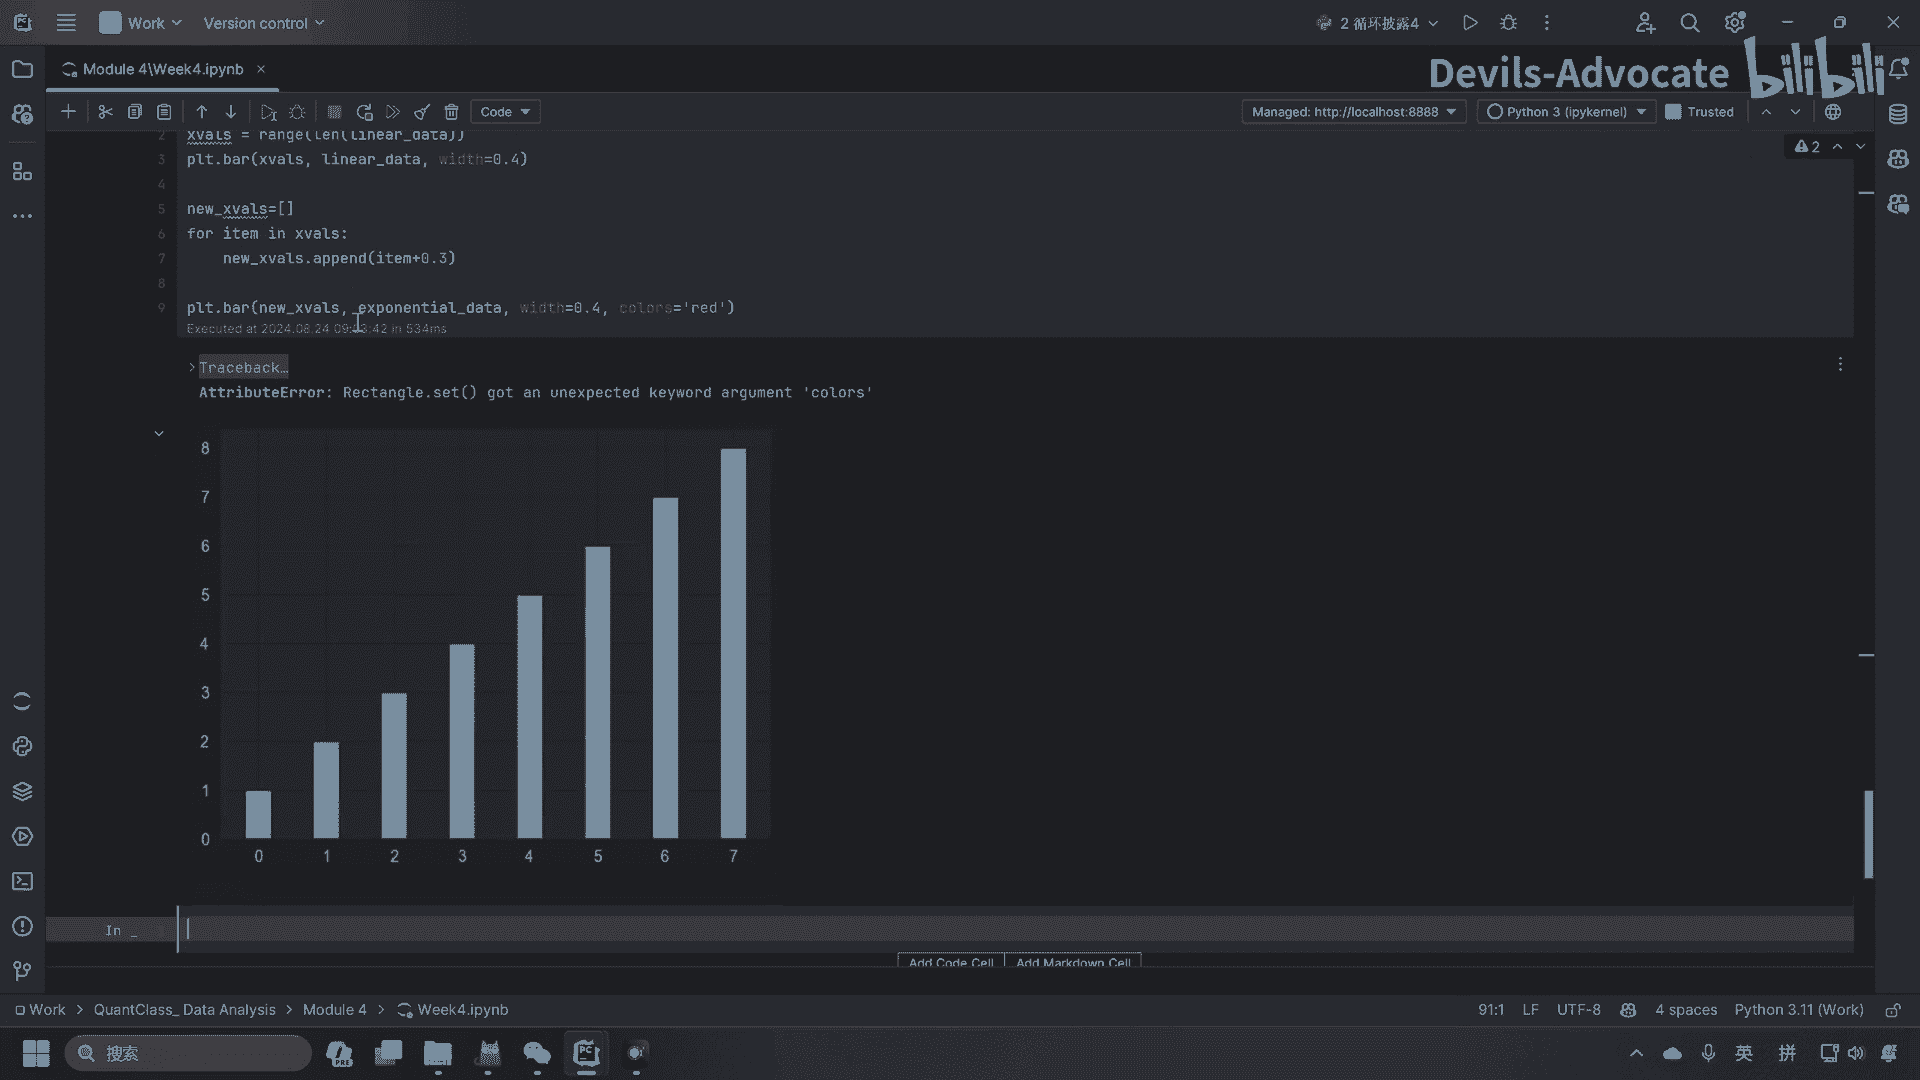 Work
Version control
2 循环披露4
Module 4\Week4.ipynb
Devils-Advocate
bilibili
Code
Managed: http://localhost:8888
Python 3 (ipykernel)
Trusted
2 xvals = range(len(linear_data))
3 plt.bar(xvals, linear_data, width=0.4)
2
4
5 new_xvals=[]
6 for item in xvals:
7 new_xvals.append(item+0.3)
8
9 plt.bar(new_xvals, exponential_data, width=0.4, colors='red')
Executed at 2024.08.24 09: 3:42 in 534ms
Traceback…
AttributeError: Rectangle.set() got an unexpected keyword argument 'colors'
8
7
6
5
4
3
2
1
0
0 1 2 3 4 5 6 7
In _
Add Code Cell Add Markdown Cell
Work > QuantClass_ Data Analysis > Module 4 > Week4.ipynb
91:1 LF UTF-8 4 spaces Python 3.11 (Work)
搜索
PRE
PC
英
拼